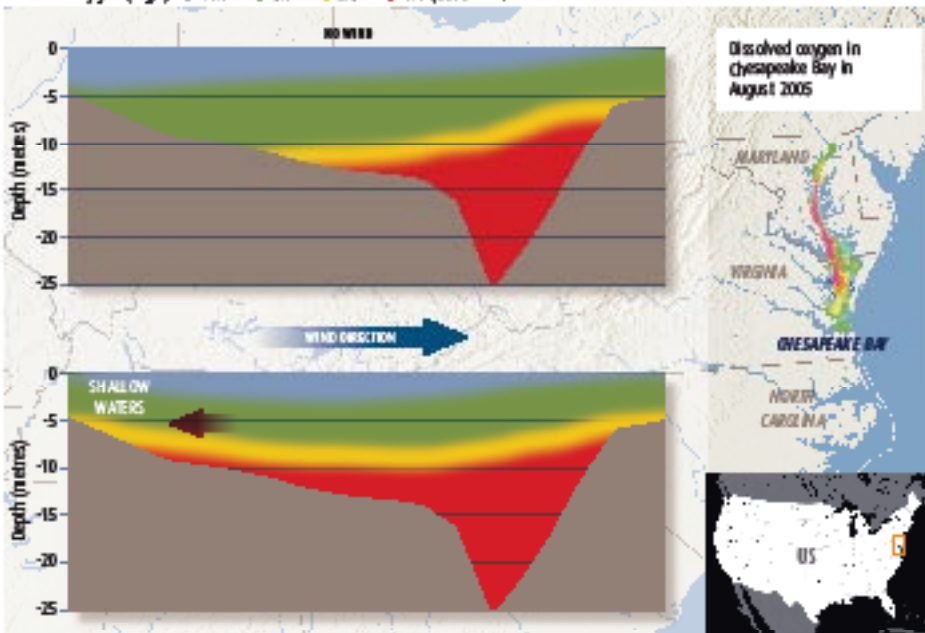 NO WIND
0
-5
-10
-15
-20
-25
Depth (metres)
WIND DIRECTION
0
-5
-10
-15
-20
-25
Depth (metres)
SHALLOW
WATERS
Dissolved oxygen in
Chesapeake Bay in
August 2005
MARYLAND
VIRGINIA
CHESAPEAKE BAY
NORTH
CAROLINA
US